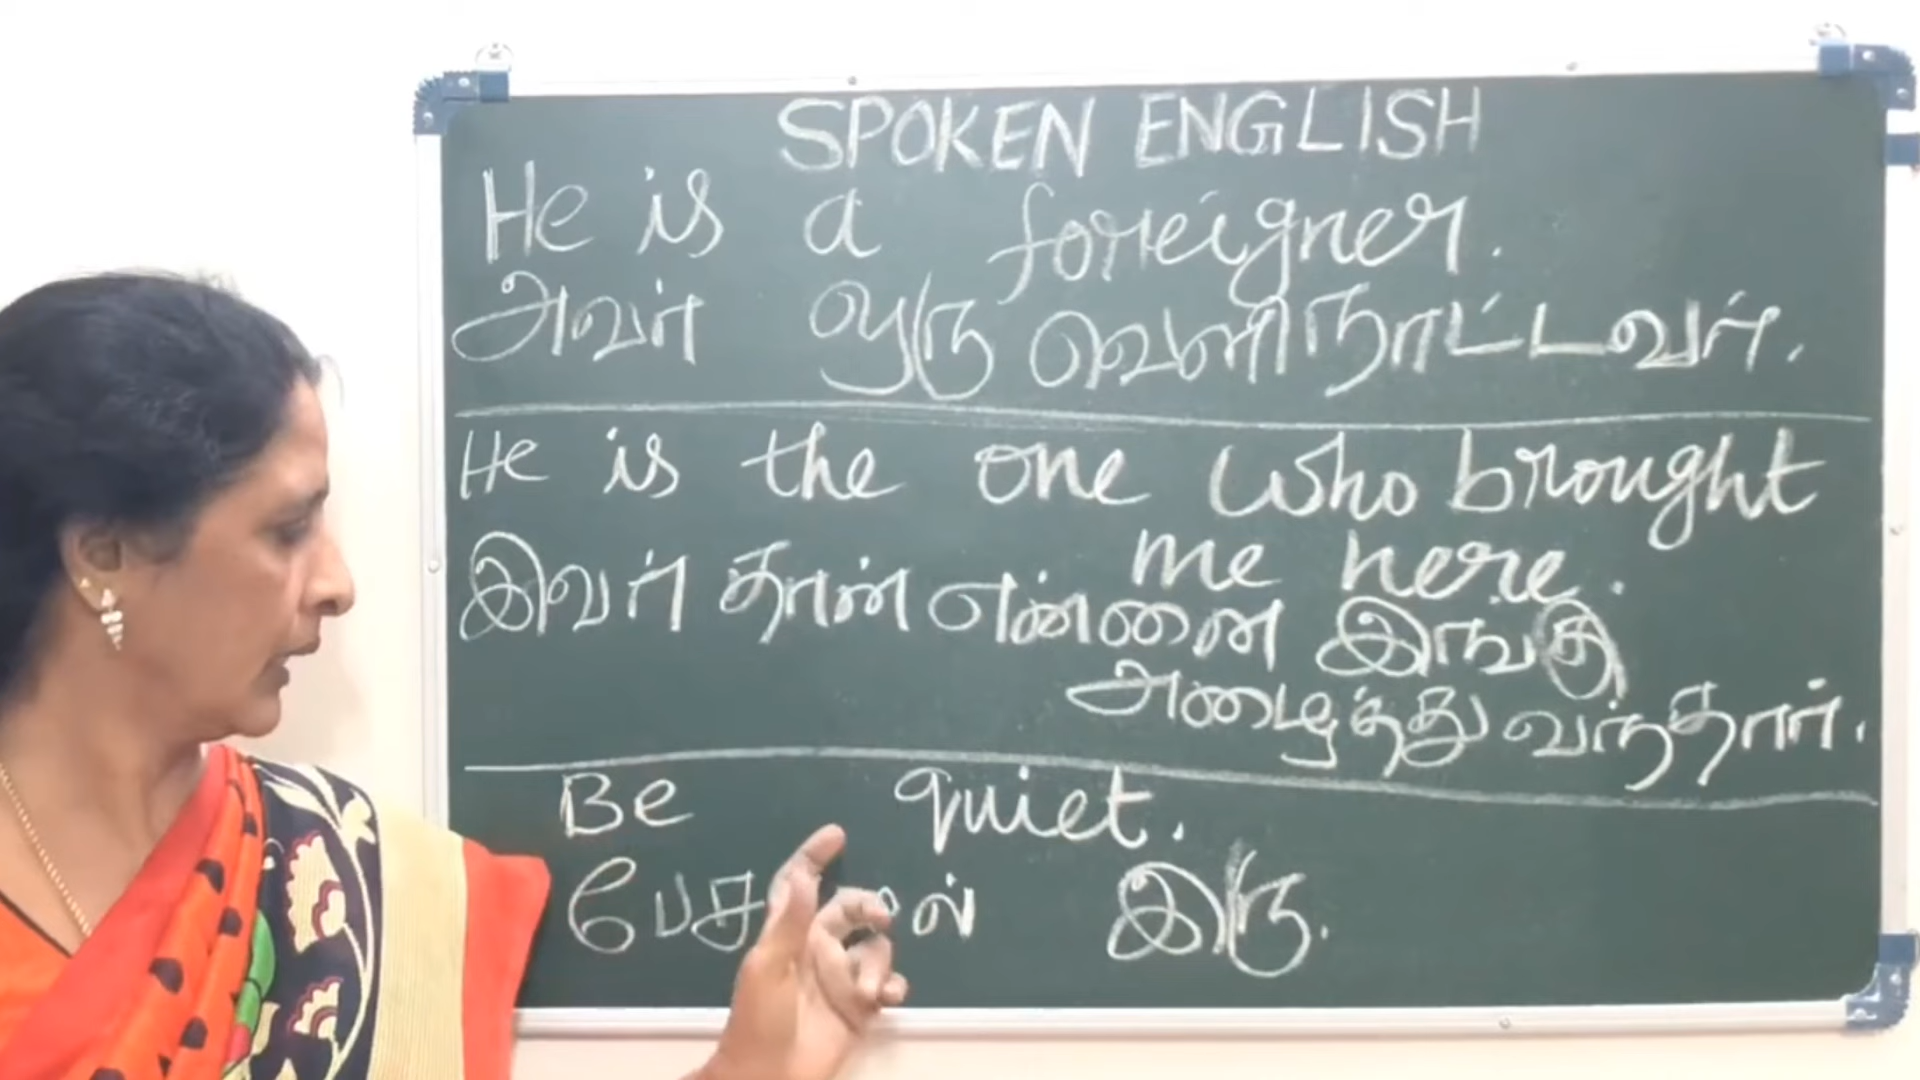 SPOKEN ENGLISH
He is a foreigner.
அவர் ஒரு வெளிநாட்டவர்.
He is the one who brought
me here.
இவர் தான் என்னை இங்கு
அழைத்து வந்தார்.
Be quiet.
இரு.